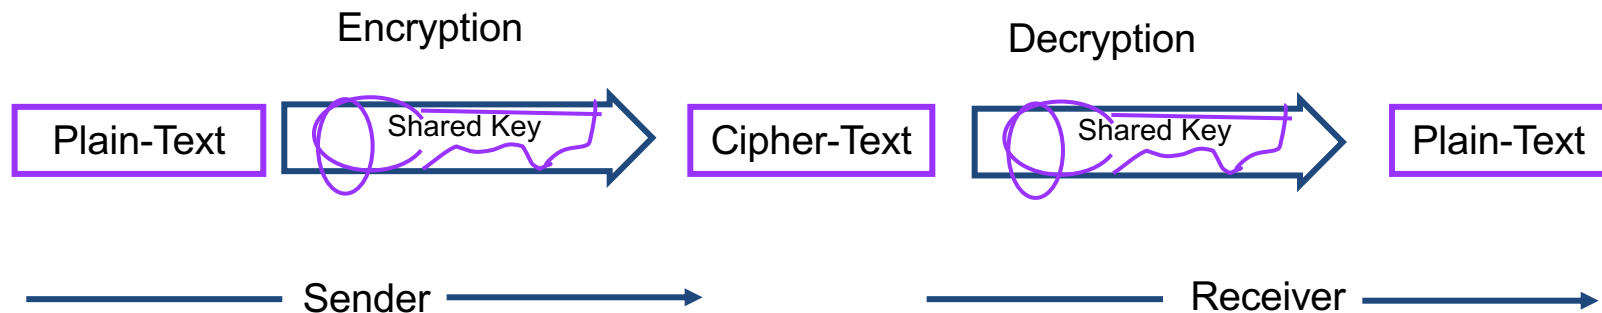 Encryption
Decryption
Plain-Text
Shared Key
Cipher-Text
Shared Key
Plain-Text
Sender
Receiver